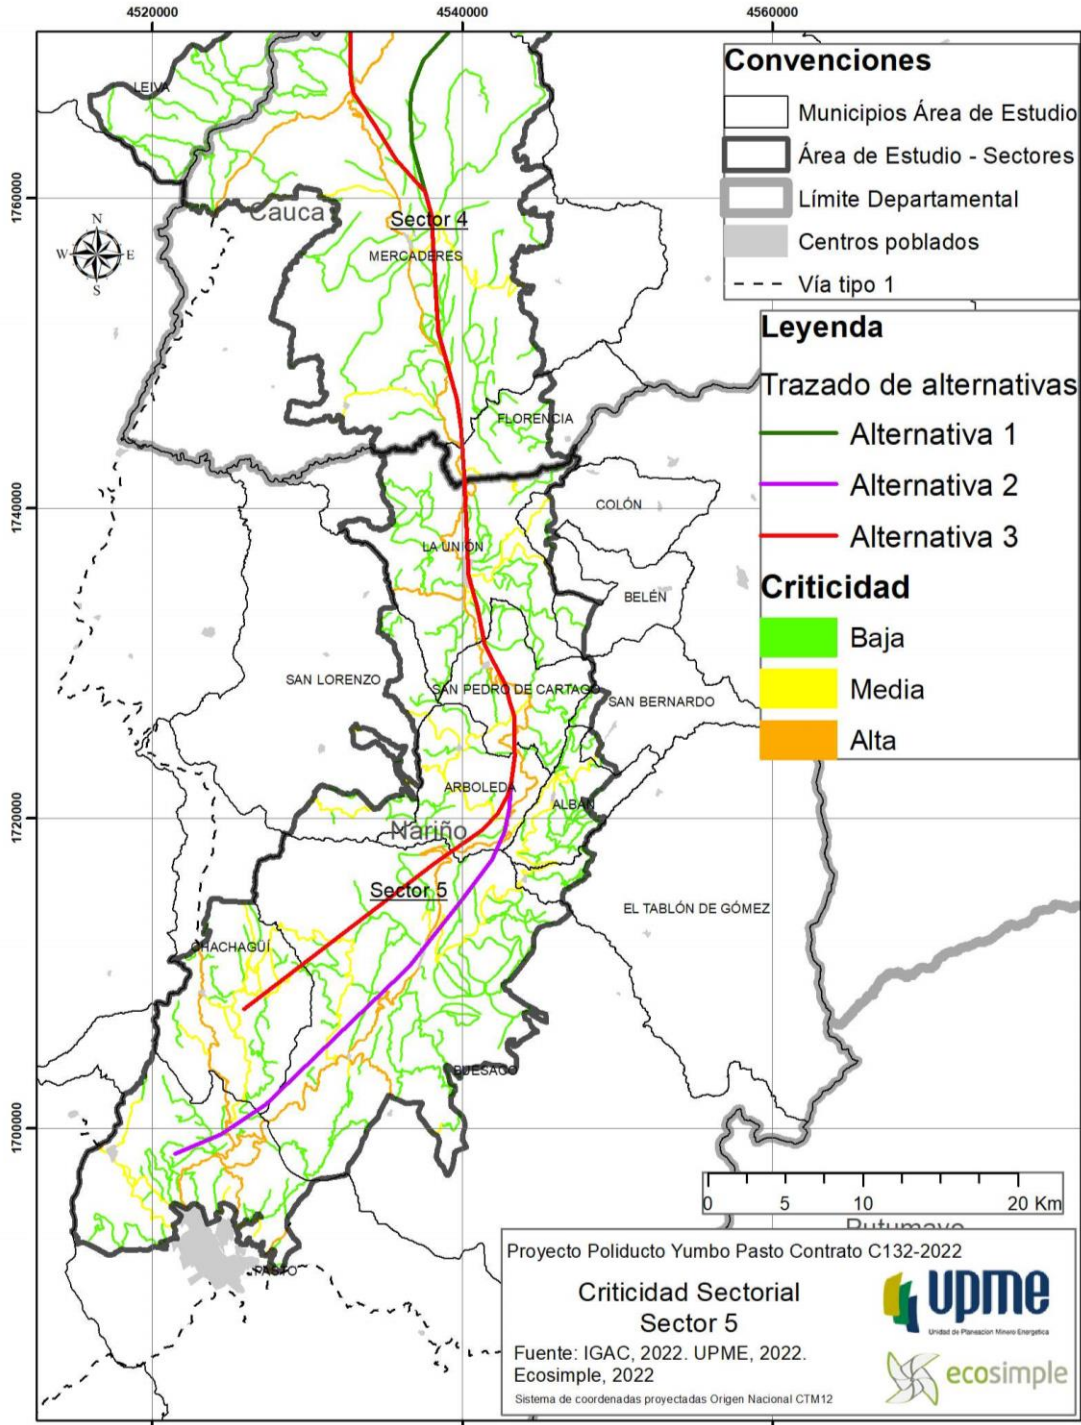 4520000
4540000
4560000
1760000
1740000
1720000
1700000
Convenciones
Municipios Área de Estudio
Área de Estudio - Sectores
Límite Departamental
Centros poblados
Vía tipo 1
Leyenda
Trazado de alternativas
Alternativa 1
Alternativa 2
Alternativa 3
Criticidad
Baja
Media
Alta
N
W
E
S
LEIVA
Cauca
Sector 4
MERCADERES
FLORENCIA
COLÓN
LA UNIÓN
BELÉN
SAN LORENZO
SAN PEDRO DE CARTAGO
SAN BERNARDO
ARBOLEDA
ALBÁN
Nariño
Sector 5
EL TABLÓN DE GÓMEZ
CHACHAGÜÍ
BUESACO
PASTO
0 5 10 20 Km
Putumayo
Proyecto Poliducto Yumbo Pasto Contrato C132-2022
Criticidad Sectorial
Sector 5
Fuente: IGAC, 2022. UPME, 2022.
Ecosimple, 2022
Sistema de coordenadas proyectadas Origen Nacional CTM12
upme
Unidad de Planeación Minero Energética
ecosimple